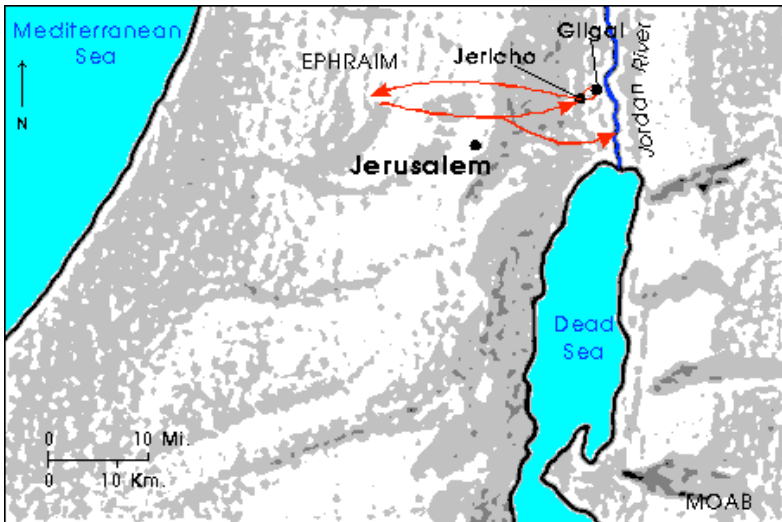 Mediterranean
Sea
N
EPHRAIM
Jericho
Gilgal
Jordan River
Jerusalem
Dead
Sea
0 10 Mi.
0 10 Km.
MOAB